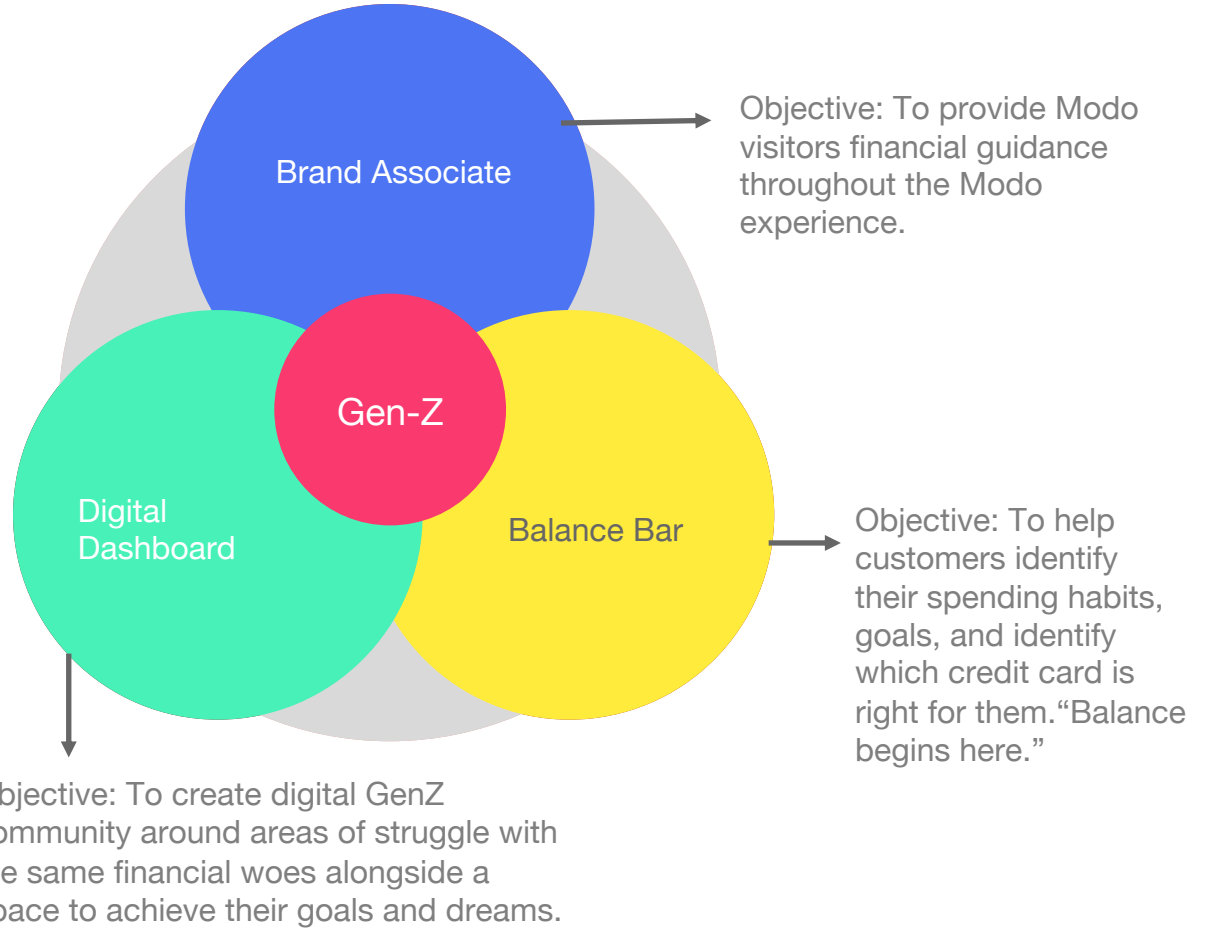 Brand Associate
Objective: To provide Modo
visitors financial guidance
throughout the Modo
experience.
Gen-Z
Digital
Dashboard
Balance Bar
Objective: To help
customers identify
their spending habits,
goals, and identify
which credit card is
right for them.“Balance
begins here.”
bjective: To create digital GenZ
ommunity around areas of struggle with
e same financial woes alongside a
pace to achieve their goals and dreams.